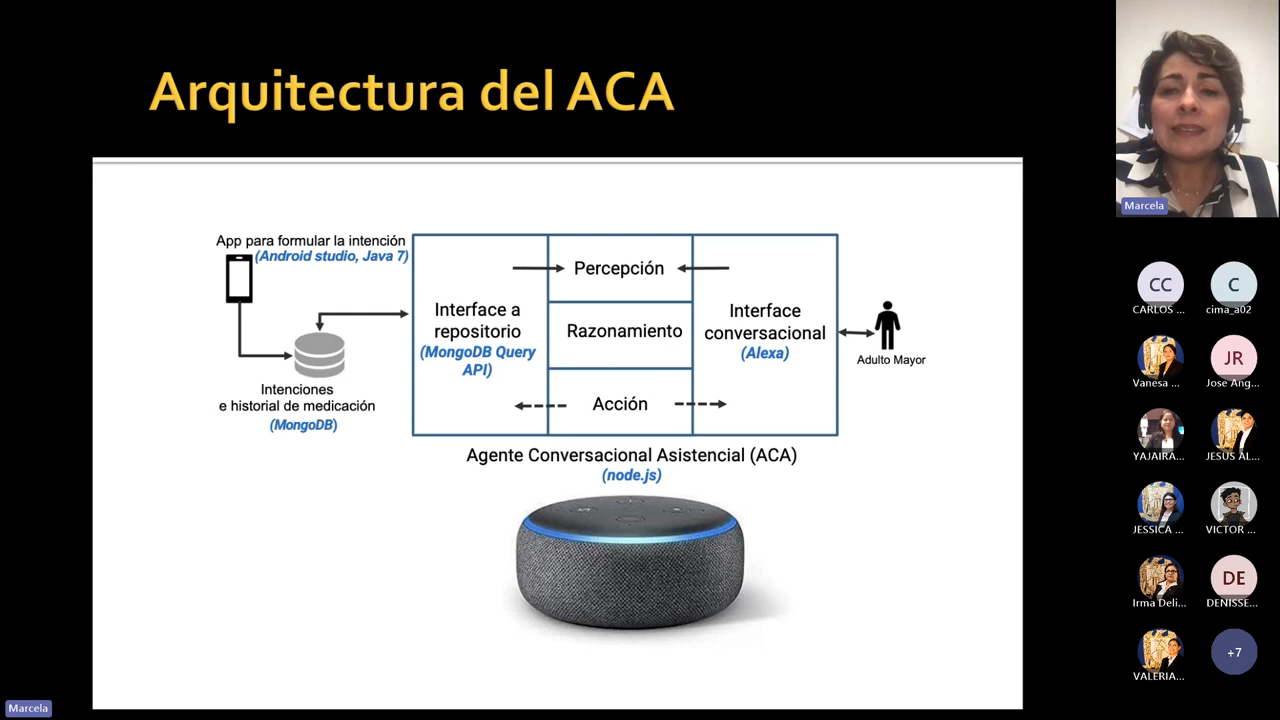 Arquitectura del ACA
App para formular la intención
(Android studio, Java 7)
Intenciones
e historial de medicación
(MongoDB)
Interface a
repositorio
(MongoDB Query
API)
Percepción
Razonamiento
Acción
Interface
conversacional
(Alexa)
Adulto Mayor
Agente Conversacional Asistencial (ACA)
(node.js)
Marcela
CC
CARLOS ...
C
cima_a02
Vanesa ...
JR
Jose Ang...
YAJAIRA...
JESUS AL...
JESSICA ...
VICTOR ...
Irma Deli...
DE
DENISSE...
VALERIA...
+7
Marcela